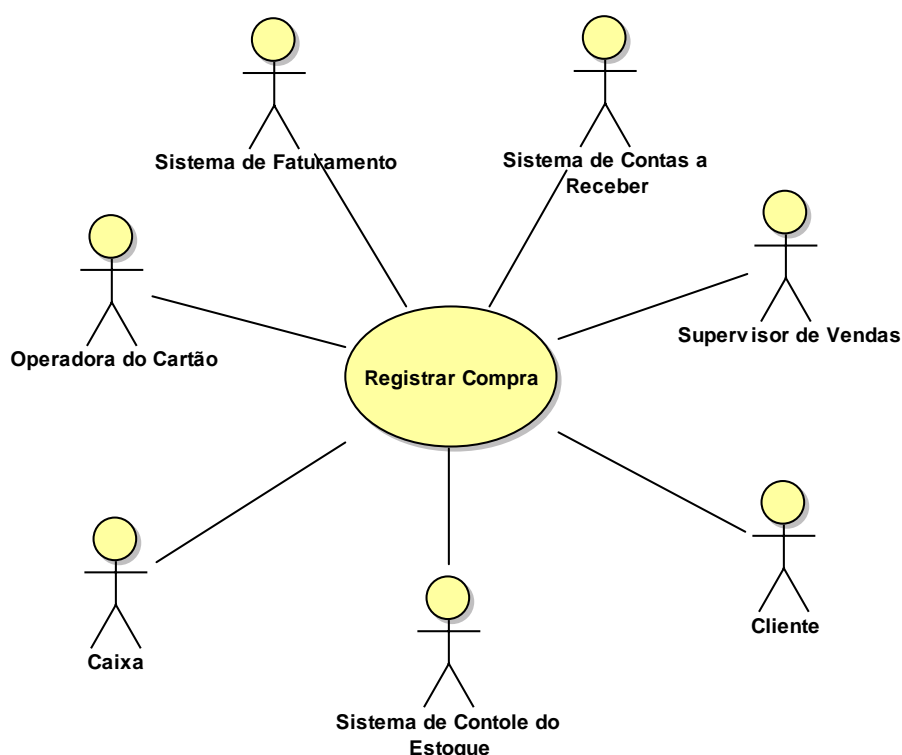 Sistema de Faturamento
Sistema de Contas a
Receber
Operadora do Cartão
Supervisor de Vendas
Registrar Compra
Caixa
Cliente
Sistema de Contole do
Estoque